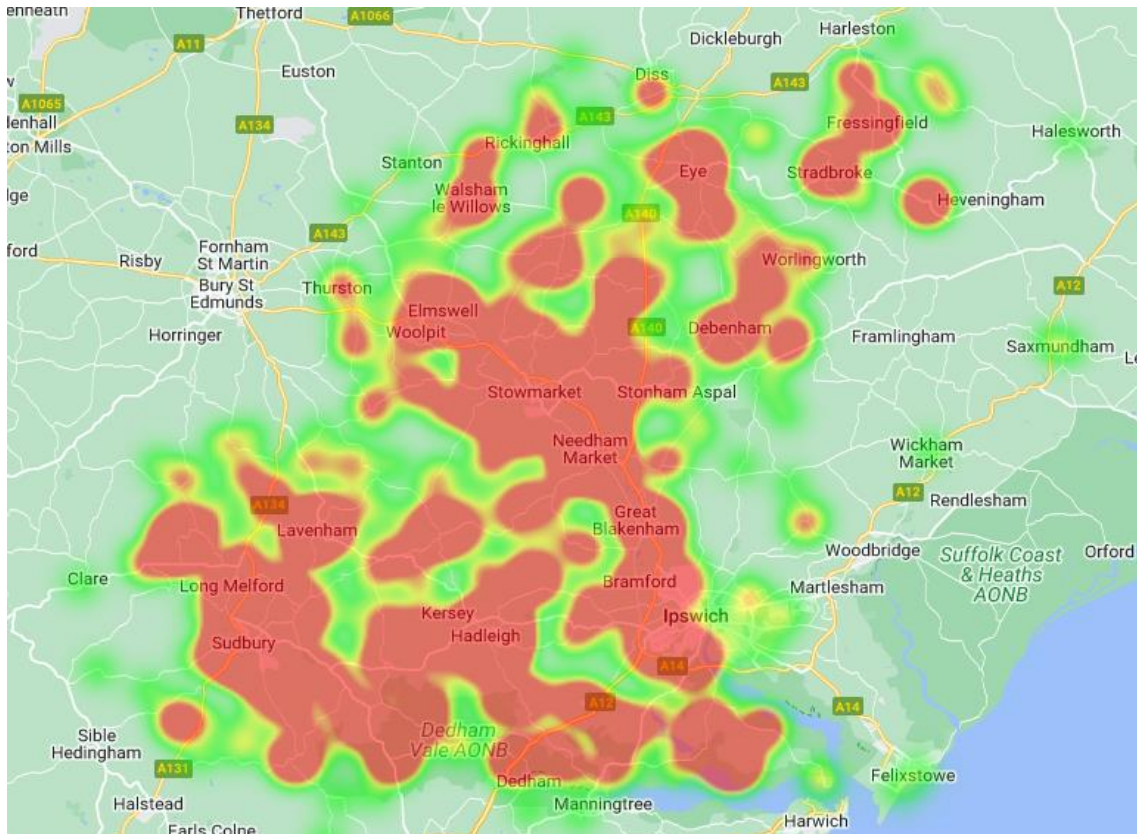 enneath
Thetford
A1066
Dickleburgh
Harleston
A11
Euston
Diss
A143
A1065
lenhall
ton Mills
A134
A143
Rickinghall
Fressingfield
Halesworth
Stanton
Eye
Stradbroke
Walsham
le Willows
Heveningham
lge
A140
A143
ford
Risby
Fornham
St Martin
Worlingworth
Bury St
Edmunds
Thurston
A12
Elmswell
Woolpit
A140
Debenham
Horringer
Framlingham
Saxmundham
Le
Stowmarket
Stonham Aspal
Needham
Market
Wickham
Market
A12
Rendlesham
A134
Lavenham
Great
Blakenham
Woodbridge
Suffolk Coast
& Heaths
AONB
Orford
Clare
Long Melford
Bramford
Martlesham
Kersey
Hadleigh
Ipswich
Sudbury
A14
A12
A14
Dedham
Vale AONB
Sible
Hedingham
A131
Dedham
Felixstowe
Halstead
Manningtree
Harwich
Earls Colne